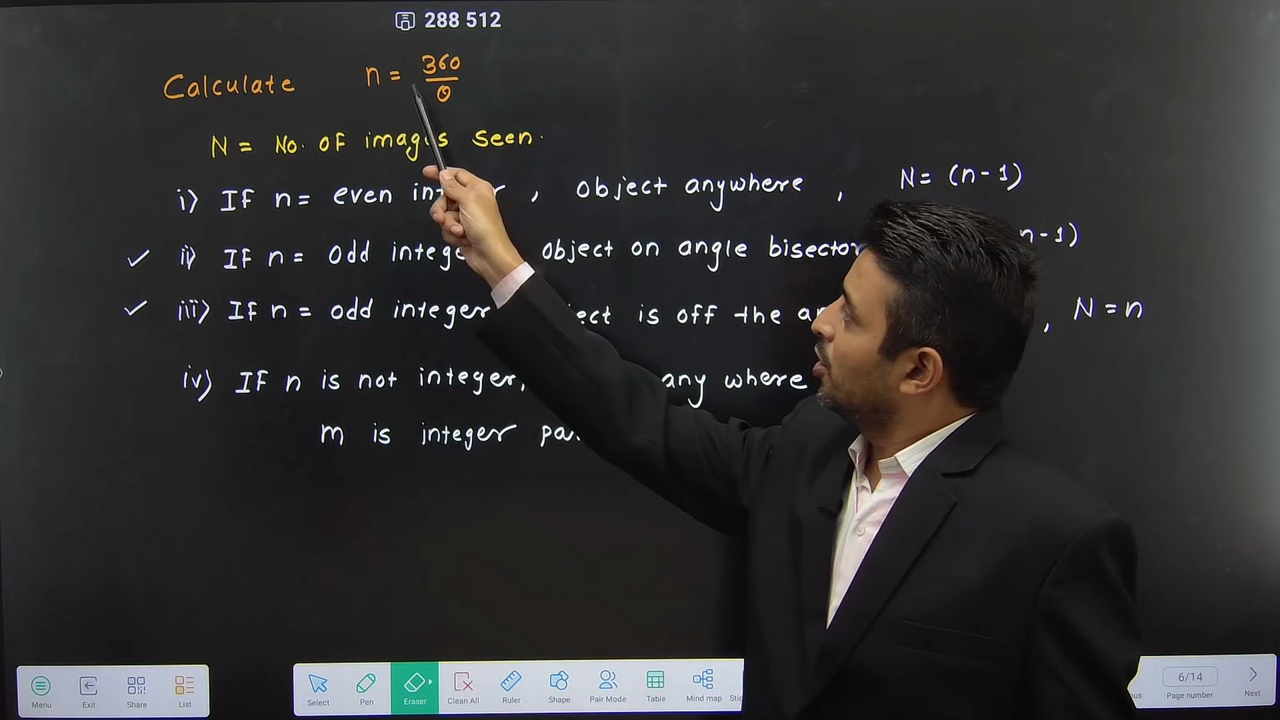 288 512
Calculate n = 360/θ
N = No. of images seen.
i) If n = even in , object anywhere , N = (n-1)
ii) If n = odd integ object on angle bisector n-1)
iii) If n = odd integer ject is off the an , N = n
iv) If n is not integer, any where
m is integer pa
Menu Exit Share List Select Pen Eraser Clean All Ruler Shape Pair Mode Table Mind map 6/14 Page number Next